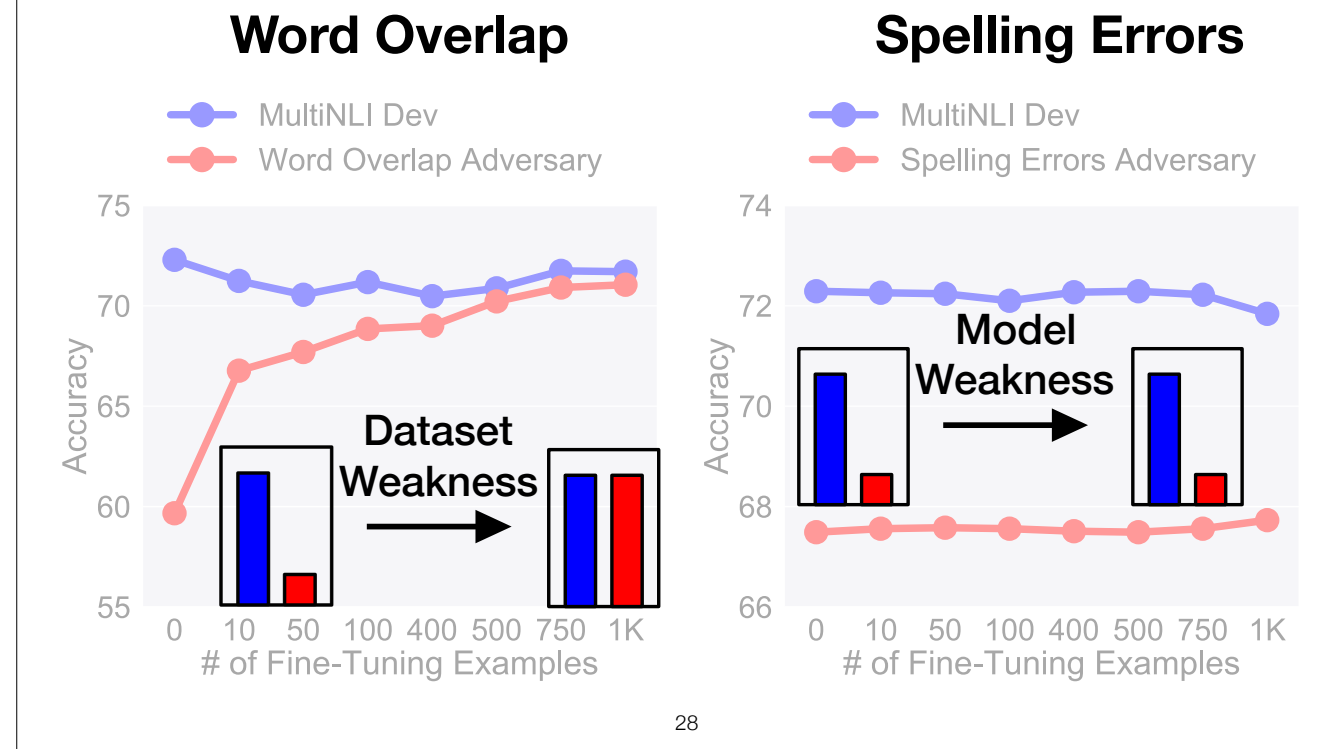 Word Overlap
MultiNLI Dev
Word Overlap Adversary
75
70
65
60
55
Accuracy
Dataset
Weakness
0 10 50 100 400 500 750 1K
# of Fine-Tuning Examples
Spelling Errors
MultiNLI Dev
Spelling Errors Adversary
74
72
70
68
66
Accuracy
Model
Weakness
0 10 50 100 400 500 750 1K
# of Fine-Tuning Examples
28